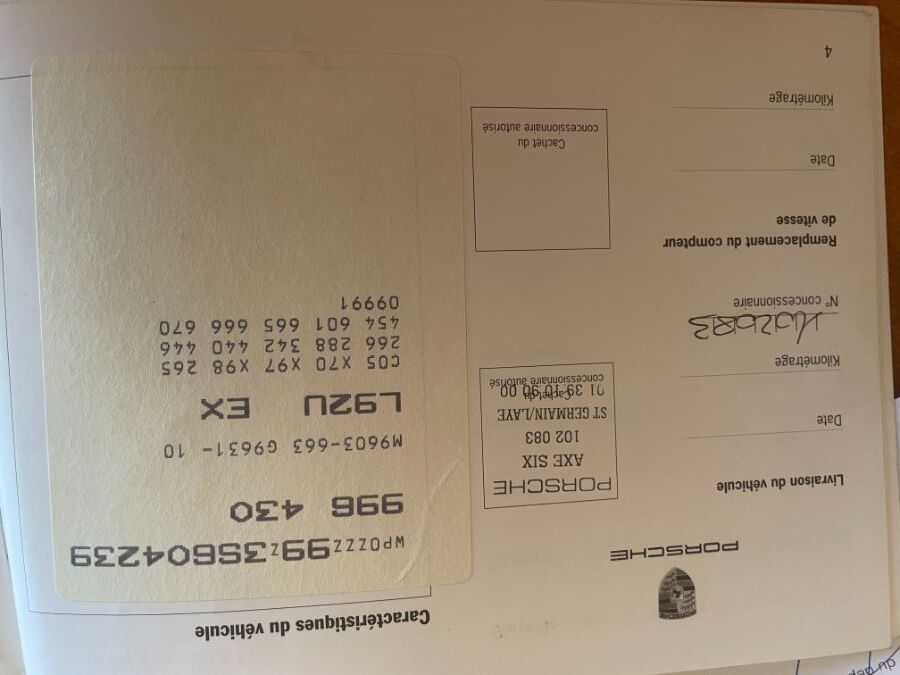 PORSCHE
Livraison du véhicule
Date
Kilométrage
102083
N° concessionnaire
PORSCHE
AXE SIX
102 083
ST GERMAIN/LAYE
01 39 10 90 00
Cachet du
concessionnaire autorisé
Remplacement du compteur
de vitesse
Date
Kilométrage
Cachet du
concessionnaire autorisé
4
Caractéristiques du véhicule
WP0ZZZ99Z3S604239
996 430
M9603-663 G9631- 10
L92U EX
C05 X70 X97 X98 265
266 288 342 440 446
454 601 665 666 670
09991